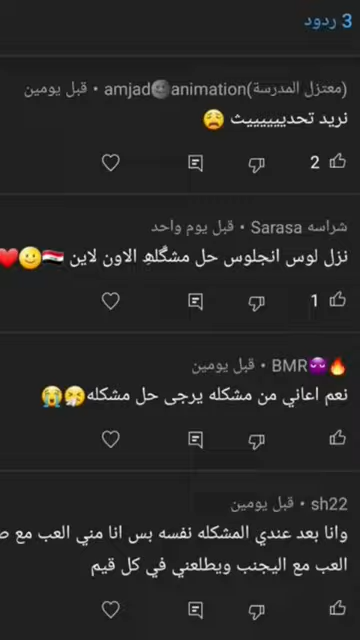 3 ردود
(معتزل المدرسة)amjad🌚animation • قبل يومين
نريد تحديييييييث 😩
2
شراسه Sarasa • قبل يوم واحد
نزل لوس انجلوس حل مشگلهِ الاون لاين 🇾🇪🙂❤️
1
🔥😈BMR • قبل يومين
نعم اعاني من مشكله يرجى حل مشكله🤧😭
sh22 • قبل يومين
وانا بعد عندي المشكله نفسه بس انا مني العب مع
العب مع اليجنب ويطلعني في كل قيم